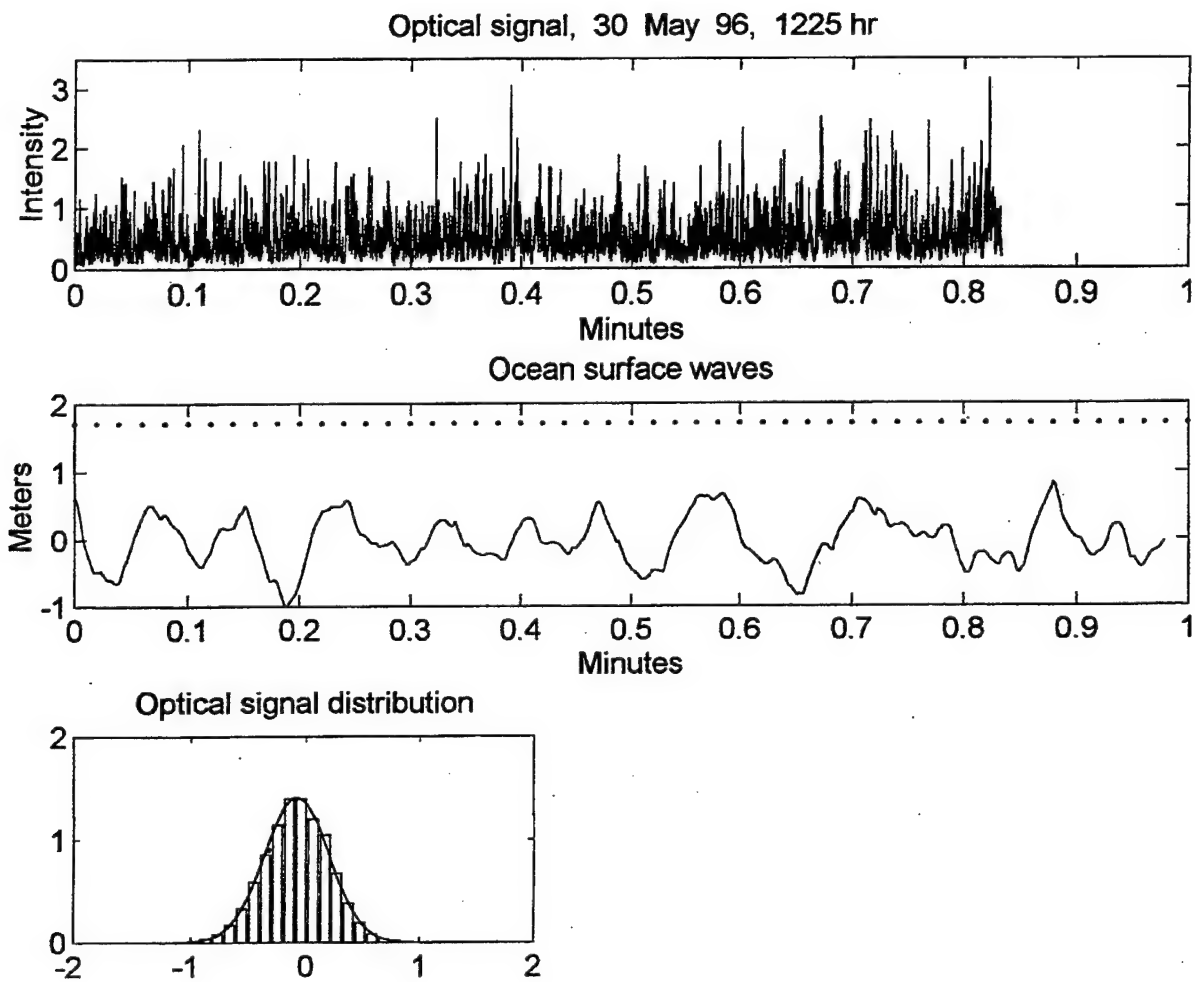 Optical signal, 30 May 96, 1225 hr
3
2
1
0
Intensity
0 0.1 0.2 0.3 0.4 0.5 0.6 0.7 0.8 0.9 1
Minutes
Ocean surface waves
2
1
0
-1
Meters
0 0.1 0.2 0.3 0.4 0.5 0.6 0.7 0.8 0.9 1
Minutes
Optical signal distribution
2
1
0
-2 -1 0 1 2